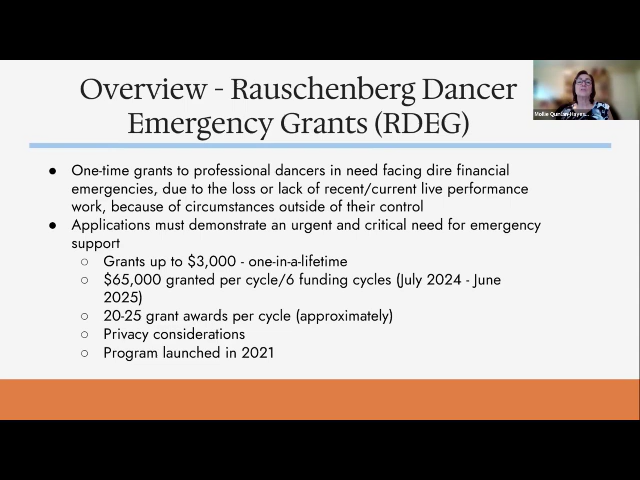 Overview - Rauschenberg Dancer
Emergency Grants (RDEG)
Mollie Quinlan-Hayes...
● One-time grants to professional dancers in need facing dire financial
emergencies, due to the loss or lack of recent/current live performance
work, because of circumstances outside of their control
● Applications must demonstrate an urgent and critical need for emergency
support
○ Grants up to $3,000 - one-in-a-lifetime
○ $65,000 granted per cycle/6 funding cycles (July 2024 - June
2025)
○ 20-25 grant awards per cycle (approximately)
○ Privacy considerations
○ Program launched in 2021